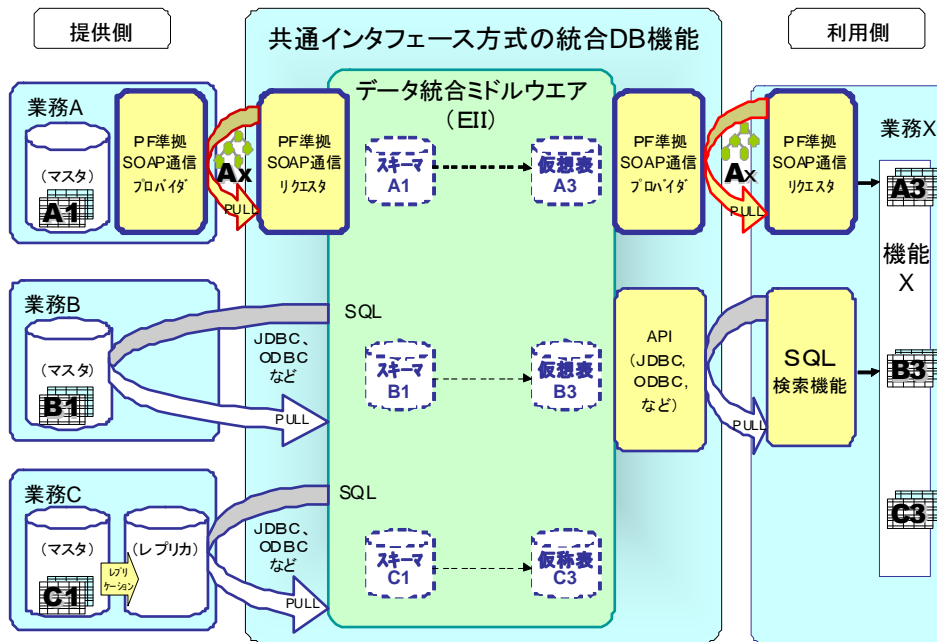 提供側
共通インタフェース方式の統合DB機能
利用側
業務A
(マスタ)
A1
PF準拠
SOAP通信
プロバイダ
Ax
PULL
PF準拠
SOAP通信
リクエスタ
データ統合ミドルウエア
(EII)
スキーマ
A1
仮想表
A3
PF準拠
SOAP通信
プロバイダ
Ax
PULL
PF準拠
SOAP通信
リクエスタ
業務X
A3
機能
X
業務B
(マスタ)
B1
SQL
JDBC、
ODBC
など
PULL
スキーマ
B1
仮想表
B3
API
(JDBC,
ODBC,
など)
PULL
SQL
検索機能
B3
業務C
(マスタ)
C1
レプリ
ケーション
(レプリカ)
SQL
JDBC、
ODBC
など
PULL
スキーマ
C1
仮称表
C3
C3